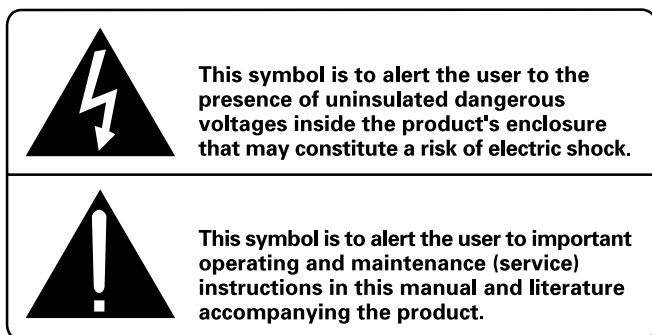 This symbol is to alert the user to the
presence of uninsulated dangerous
voltages inside the product's enclosure
that may constitute a risk of electric shock.
This symbol is to alert the user to important
operating and maintenance (service)
instructions in this manual and literature
accompanying the product.